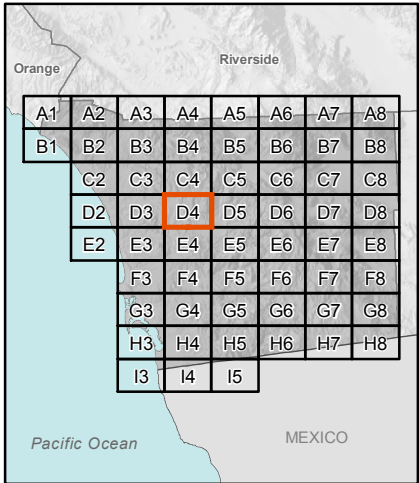 Riverside
Orange
A1 A2 A3 A4 A5 A6 A7 A8
B1 B2 B3 B4 B5 B6 B7 B8
C2 C3 C4 C5 C6 C7 C8
D2 D3 D4 D5 D6 D7 D8
E2 E3 E4 E5 E6 E7 E8
F3 F4 F5 F6 F7 F8
G3 G4 G5 G6 G7 G8
H3 H4 H5 H6 H7 H8
I3 I4 I5
Pacific Ocean MEXICO